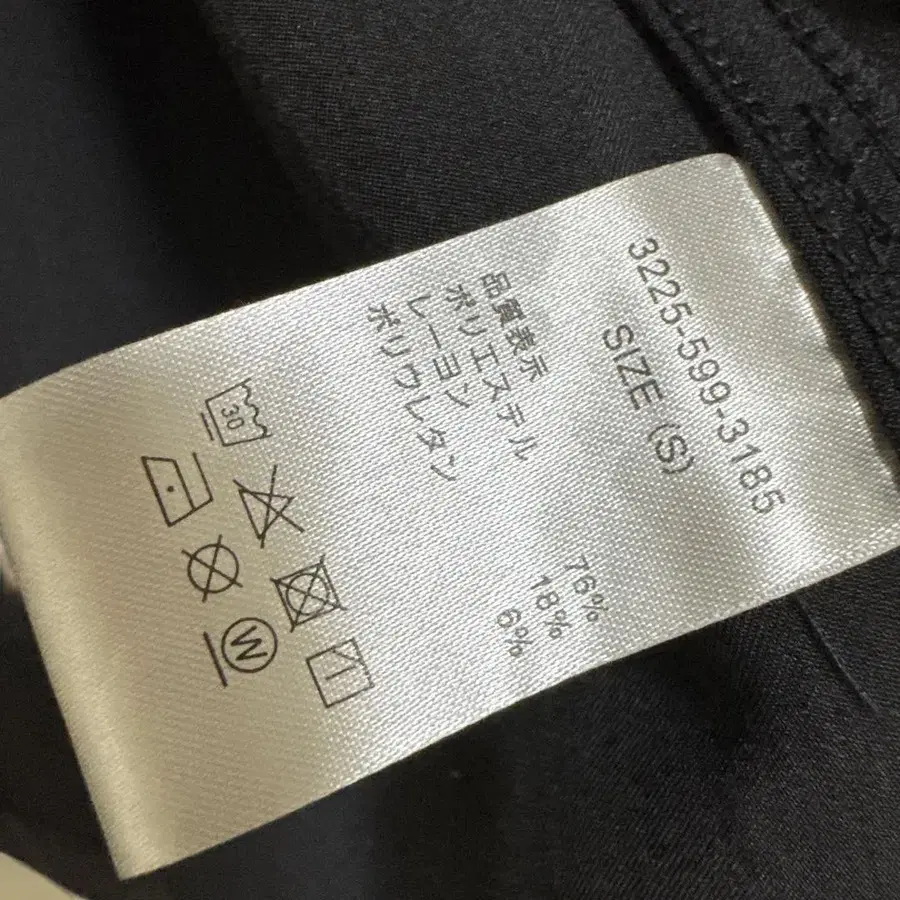 3225-599-3185
SIZE (S)
品質表示
ポリエステル 76%
レーヨン 18%
ポリウレタン 6%
30
W